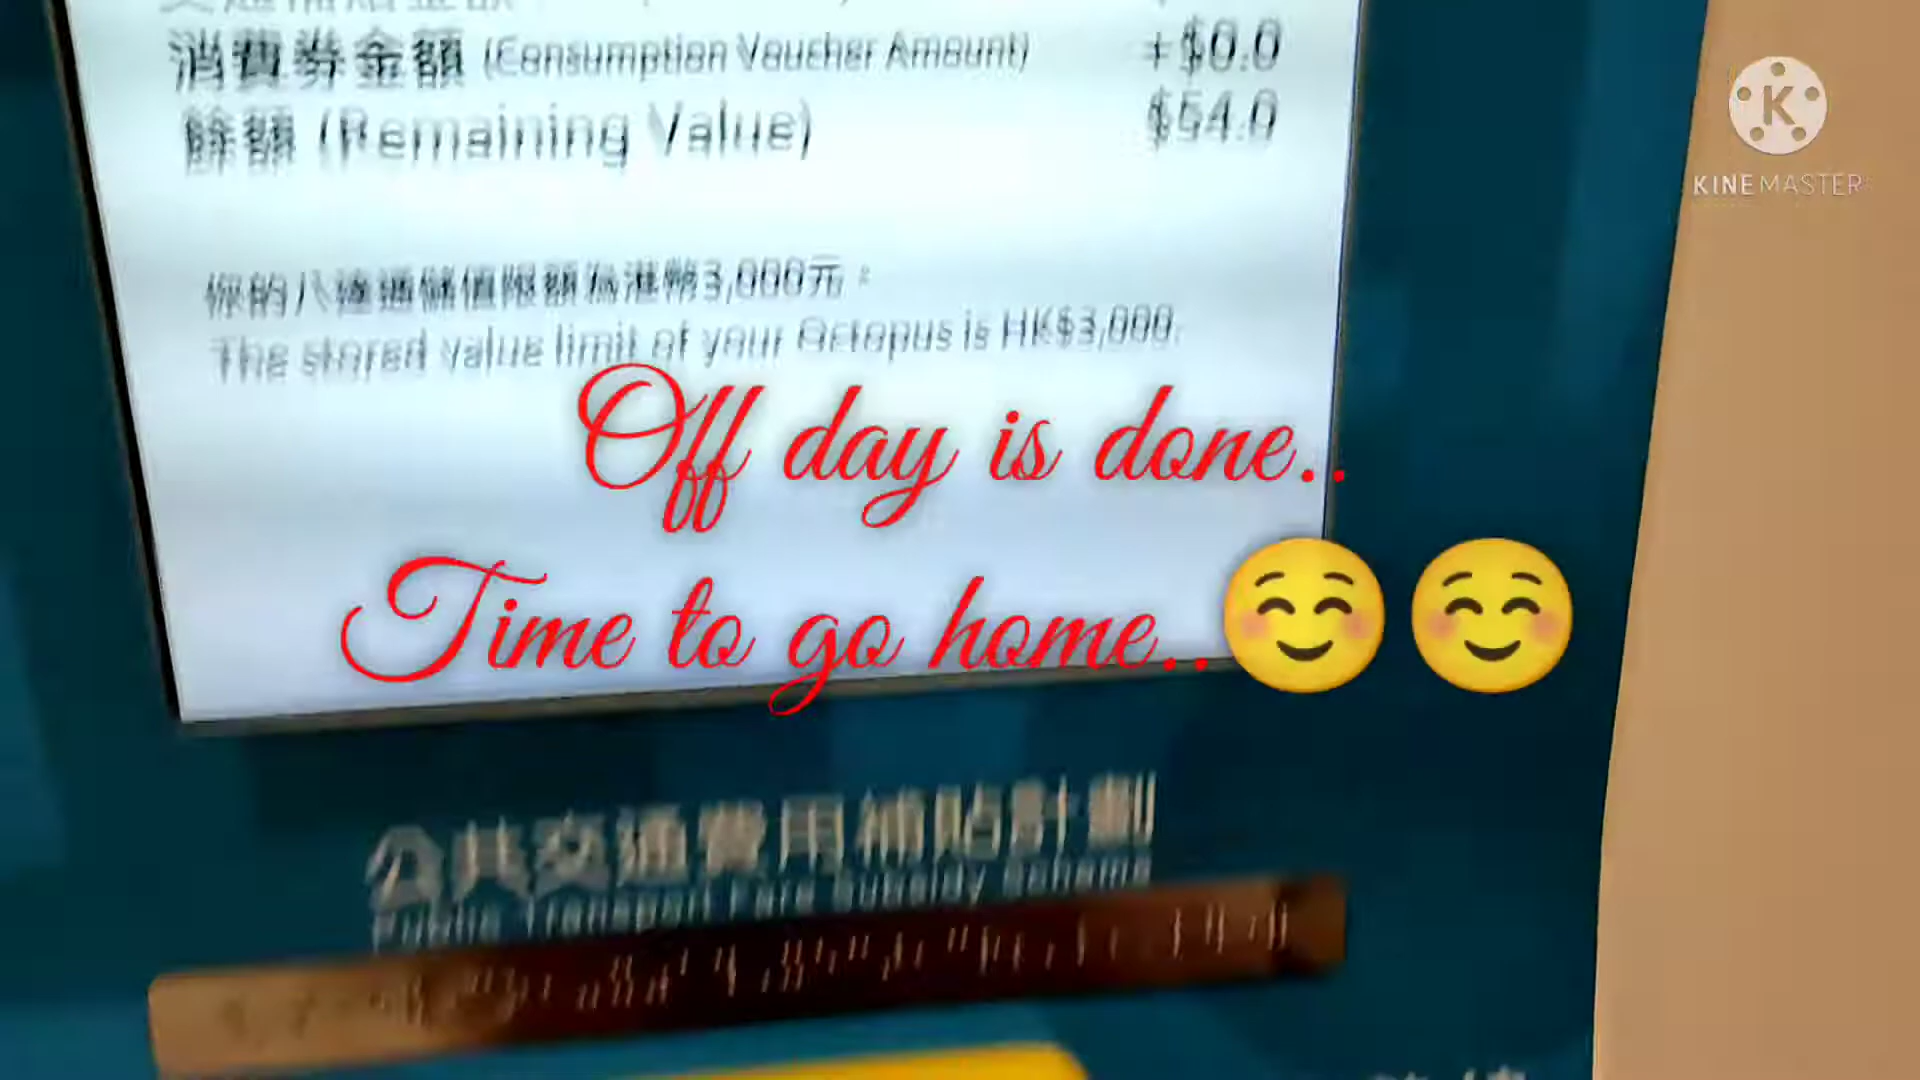 消費券金額 (Consumption Voucher Amount) +$0.0
餘額 (Remaining Value) $54.0
你的八達通儲值限額為港幣3,000元。
The stored value limit of your Octopus is HK$3,000.
Off day is done..
Time to go home..☺️☺️
公共交通費用補貼計劃
Public Transport Fare Subsidy Scheme
KINEMASTER